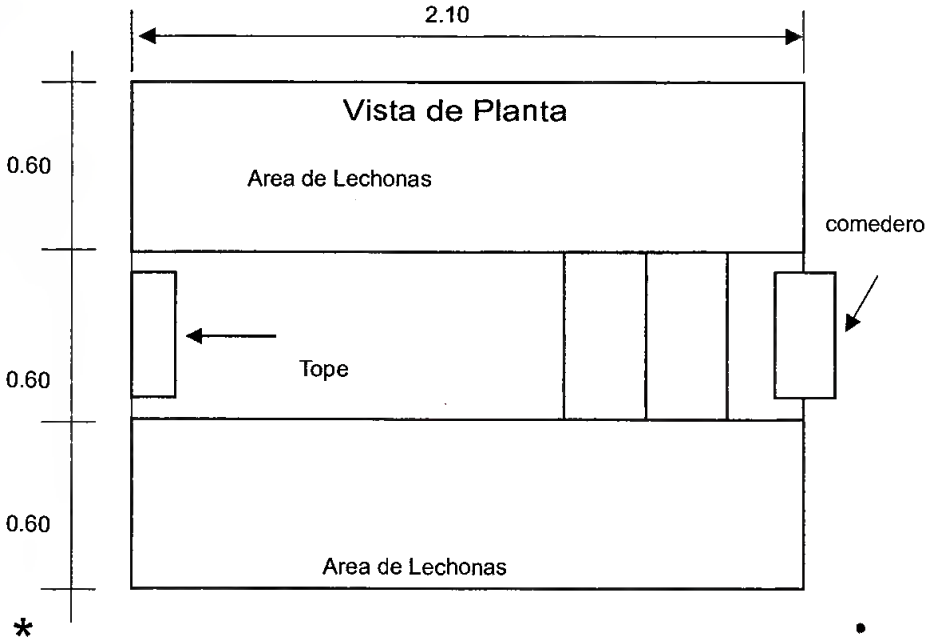 2.10
Vista de Planta
0.60
Area de Lechonas
comedero
0.60
Tope
0.60
Area de Lechonas
*